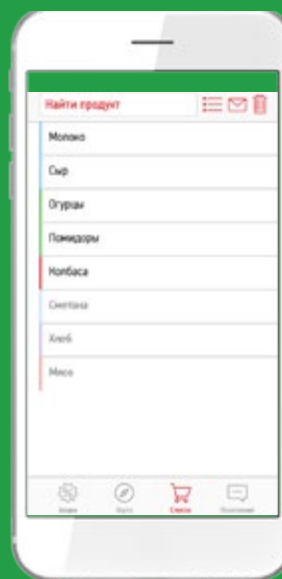 Найти продукт
Молоко
Сыр
Огурцы
Помидоры
Колбаса
Сметана
Хлеб
Мясо
Список